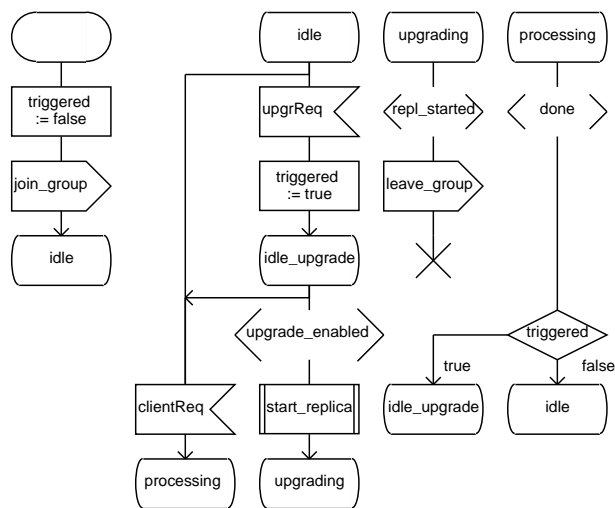 idle
upgrading
processing
triggered
:= false
upgrReq
repl_started
done
join_group
triggered
:= true
leave_group
idle
idle_upgrade
upgrade_enabled
triggered
true
false
clientReq
start_replica
idle_upgrade
idle
processing
upgrading